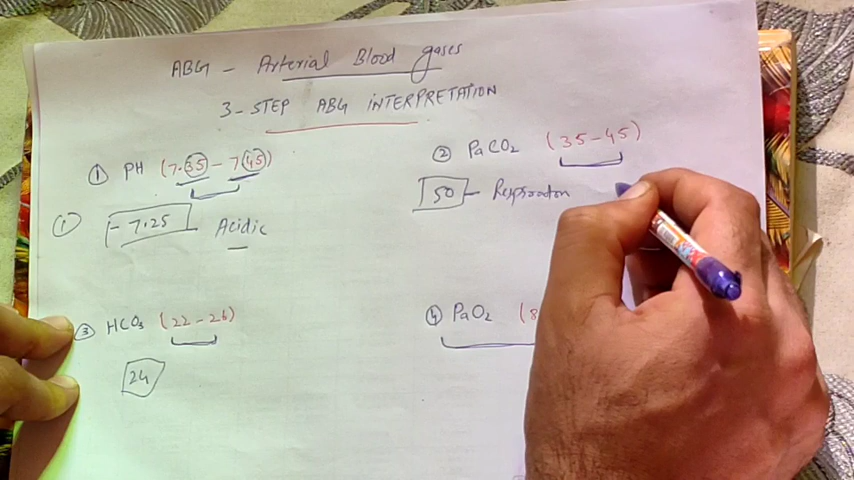 ABG - Arterial Blood gases
3-STEP ABG INTERPRETATION
① PH (7.35 - 7.45)
② PaCO2 (35-45)
① - 7.25 Acidic
50 -
③ HCO3 (22-26)
④ PaO2 (8
24